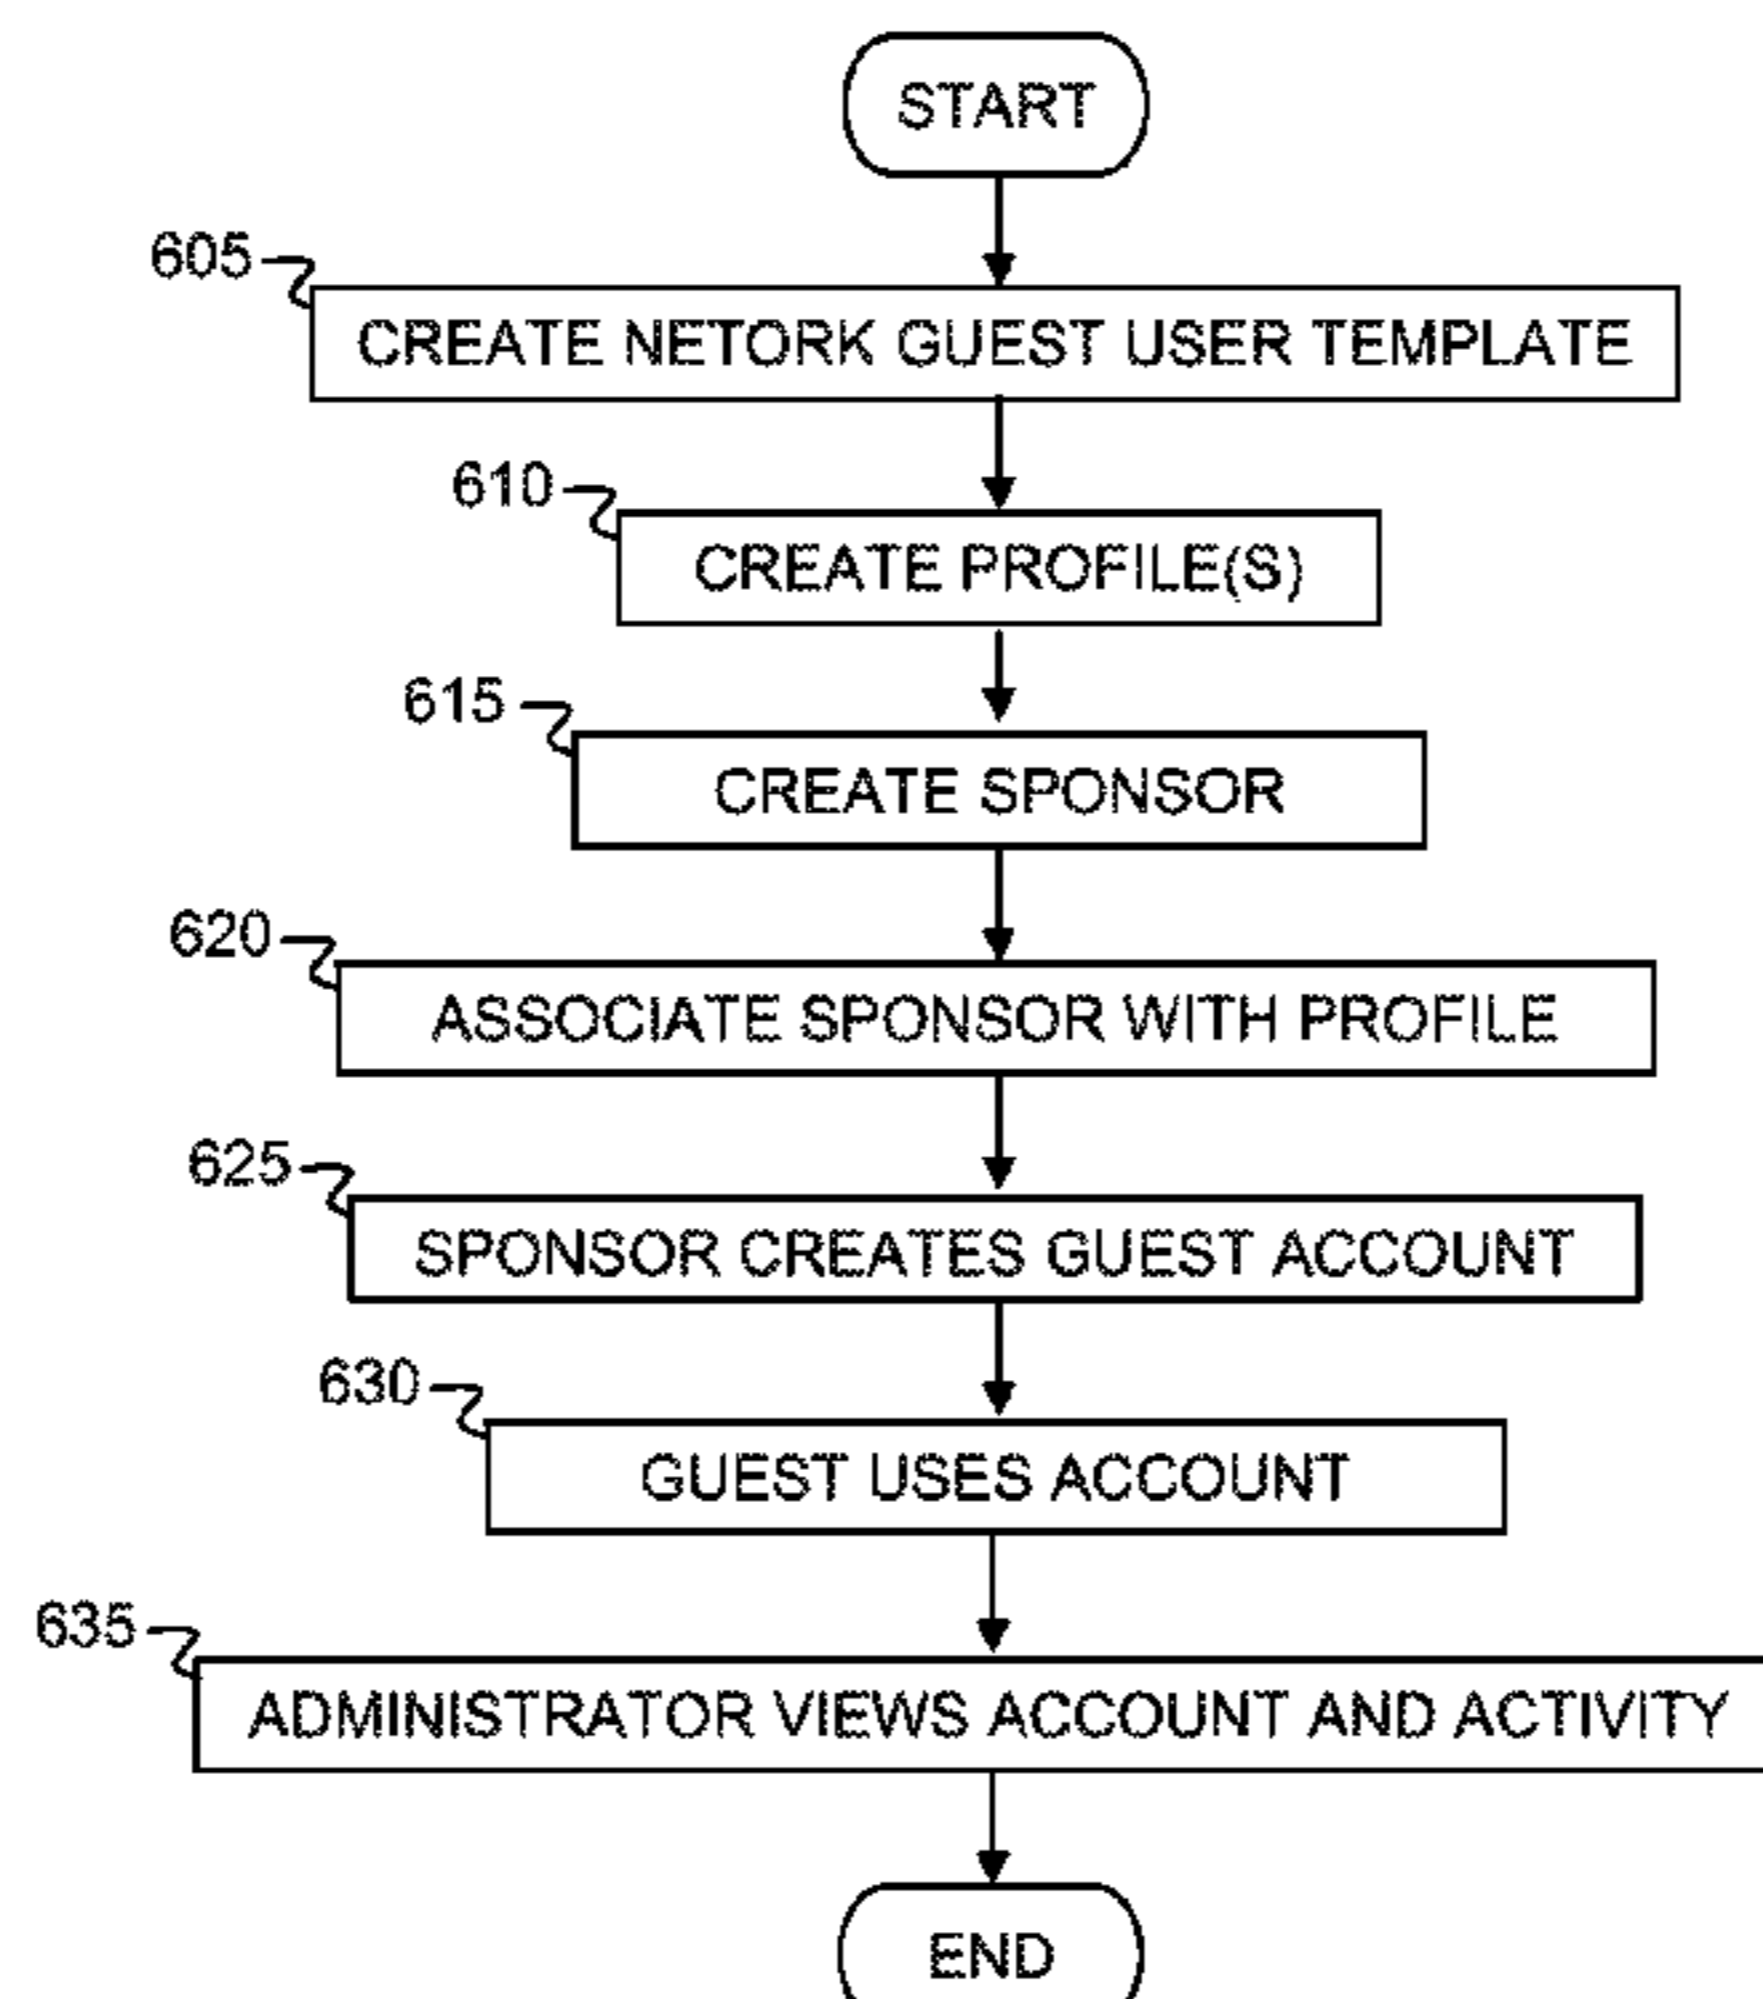 START
605
CREATE NETORK GUEST USER TEMPLATE
610
CREATE PROFILE(S)
615
CREATE SPONSOR
620
ASSOCIATE SPONSOR WITH PROFILE
625
SPONSOR CREATES GUEST ACCOUNT
630
GUEST USES ACCOUNT
635
ADMINISTRATOR VIEWS ACCOUNT AND ACTIVITY
END